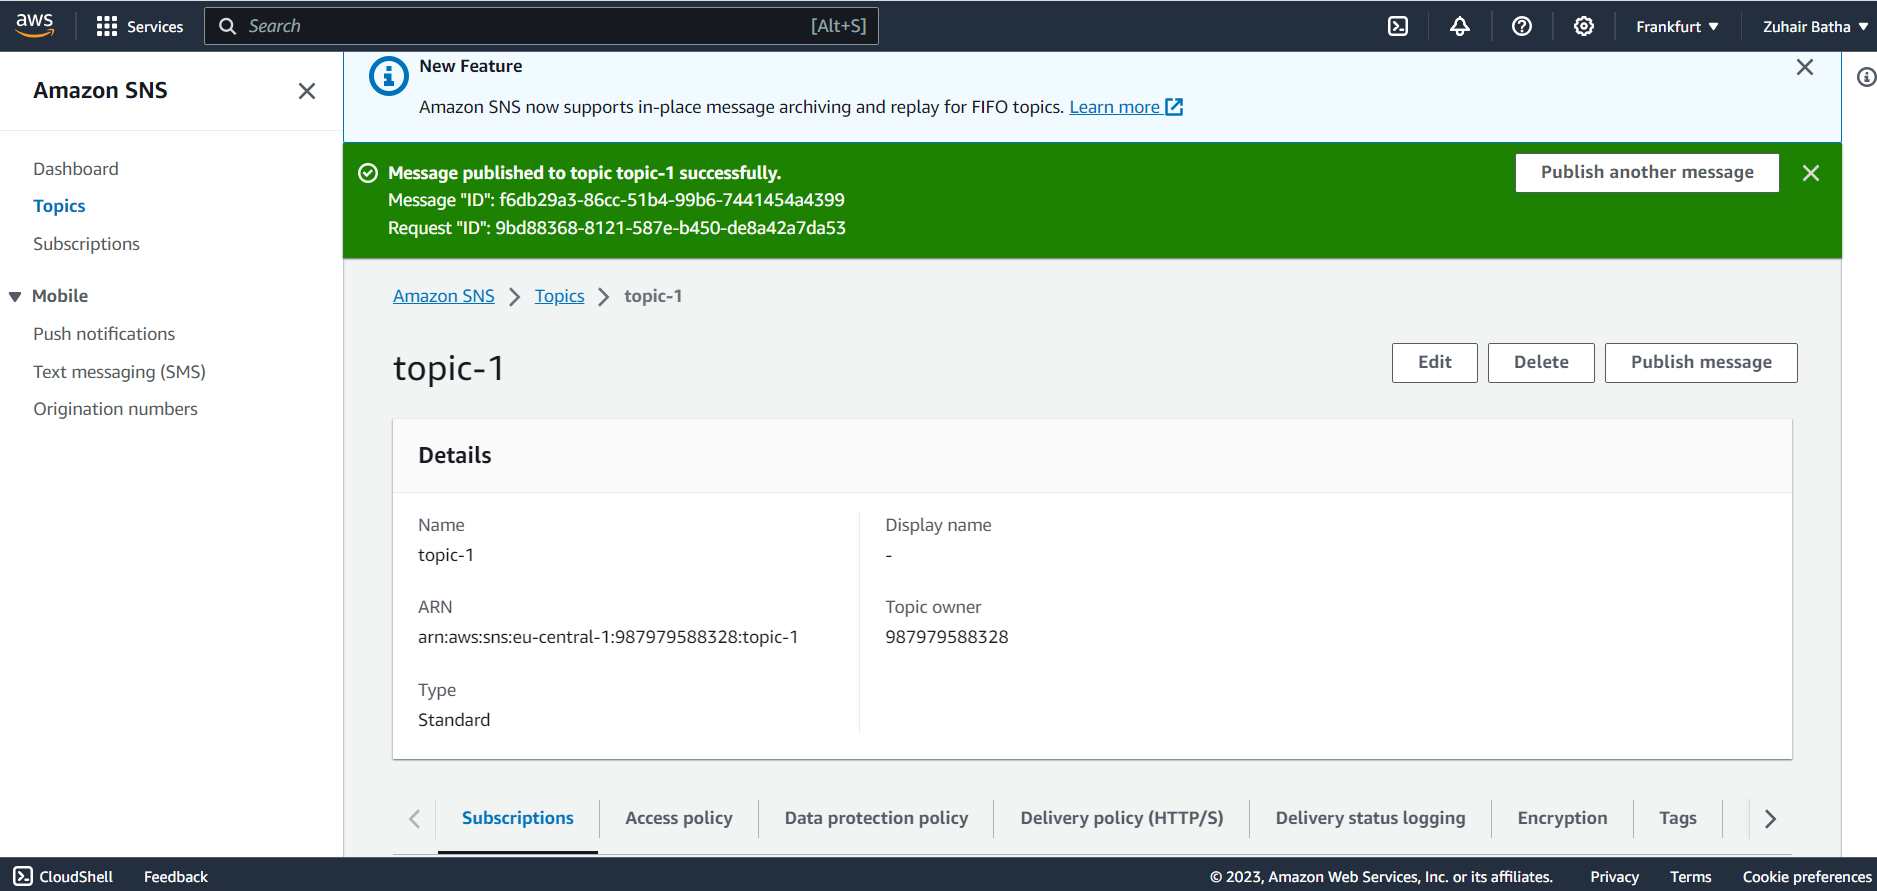 aws
Services
Search
[Alt+S]
Frankfurt
Zuhair Batha
Amazon SNS
Dashboard
Topics
Subscriptions
Mobile
Push notifications
Text messaging (SMS)
Origination numbers
New Feature
Amazon SNS now supports in-place message archiving and replay for FIFO topics. Learn more
Message published to topic topic-1 successfully.
Message "ID": f6db29a3-86cc-51b4-99b6-7441454a4399
Request "ID": 9bd88368-8121-587e-b450-de8a42a7da53
Publish another message
Amazon SNS
Topics
topic-1
topic-1
Edit
Delete
Publish message
Details
Name
topic-1
ARN
arn:aws:sns:eu-central-1:987979588328:topic-1
Type
Standard
Display name
-
Topic owner
987979588328
Subscriptions
Access policy
Data protection policy
Delivery policy (HTTP/S)
Delivery status logging
Encryption
Tags
CloudShell
Feedback
© 2023, Amazon Web Services, Inc. or its affiliates.
Privacy
Terms
Cookie preferences